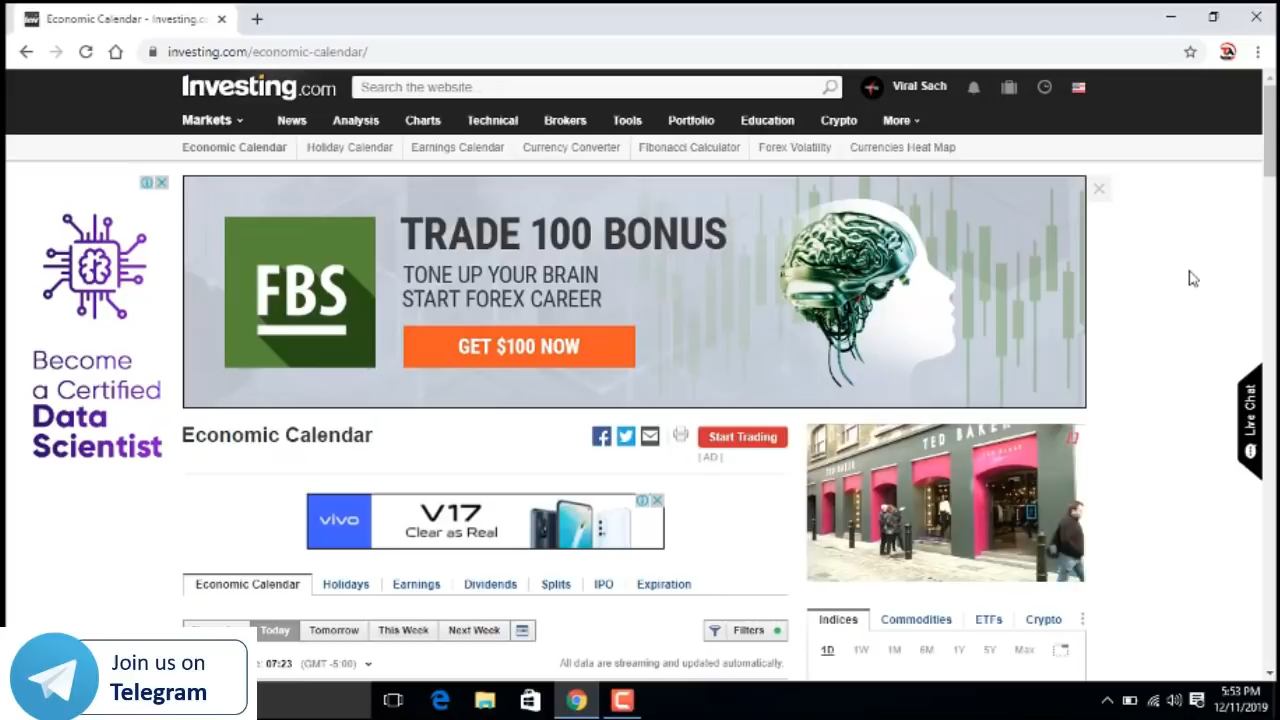 Economic Calendar - Investing.co
investing.com/economic-calendar/
Investing.com
Search the website...
Viral Sach
Markets
News
Analysis
Charts
Technical
Brokers
Tools
Portfolio
Education
Crypto
More
Economic Calendar
Holiday Calendar
Earnings Calendar
Currency Converter
Fibonacci Calculator
Forex Volatility
Currencies Heat Map
FBS
TRADE 100 BONUS
TONE UP YOUR BRAIN
START FOREX CAREER
GET $100 NOW
Become
a Certified
Data
Scientist
Live Chat
Economic Calendar
Start Trading
| AD |
TED BAKER
TED BAKER
vivo
V17
Clear as Real
Economic Calendar
Holidays
Earnings
Dividends
Splits
IPO
Expiration
Today
Tomorrow
This Week
Next Week
Filters
: 07:23 (GMT -5:00)
All data are streaming and updated automatically.
Indices
Commodities
ETFs
Crypto
1D
1W
1M
6M
1Y
5Y
Max
Join us on
Telegram
5:53 PM
12/11/2019